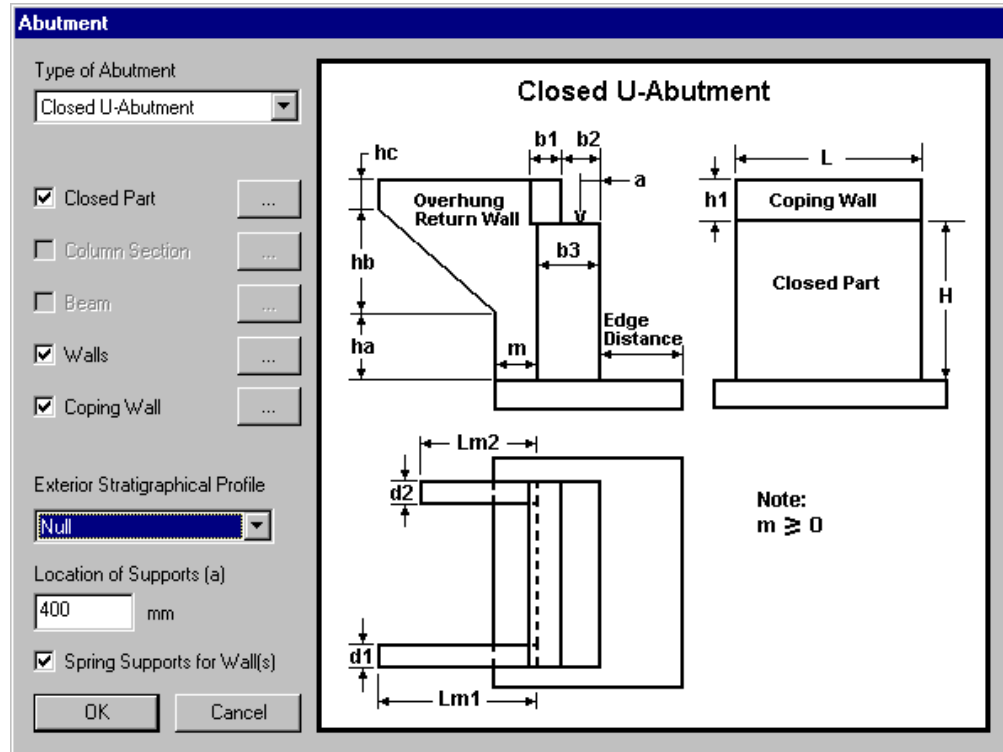 Abutment
Type of Abutment
Closed U-Abutment
Closed Part
...
Column Section
...
Beam
...
Walls
...
Coping Wall
...
Exterior Stratigraphical Profile
Null
Location of Supports (a)
400
mm
Spring Supports for Wall(s)
OK
Cancel
Closed U-Abutment
b1
b2
hc
a
Overhung
Return Wall
b3
hb
ha
m
Edge
Distance
L
h1
Coping Wall
Closed Part
H
Lm2
d2
d1
Lm1
Note:
m ≥ 0